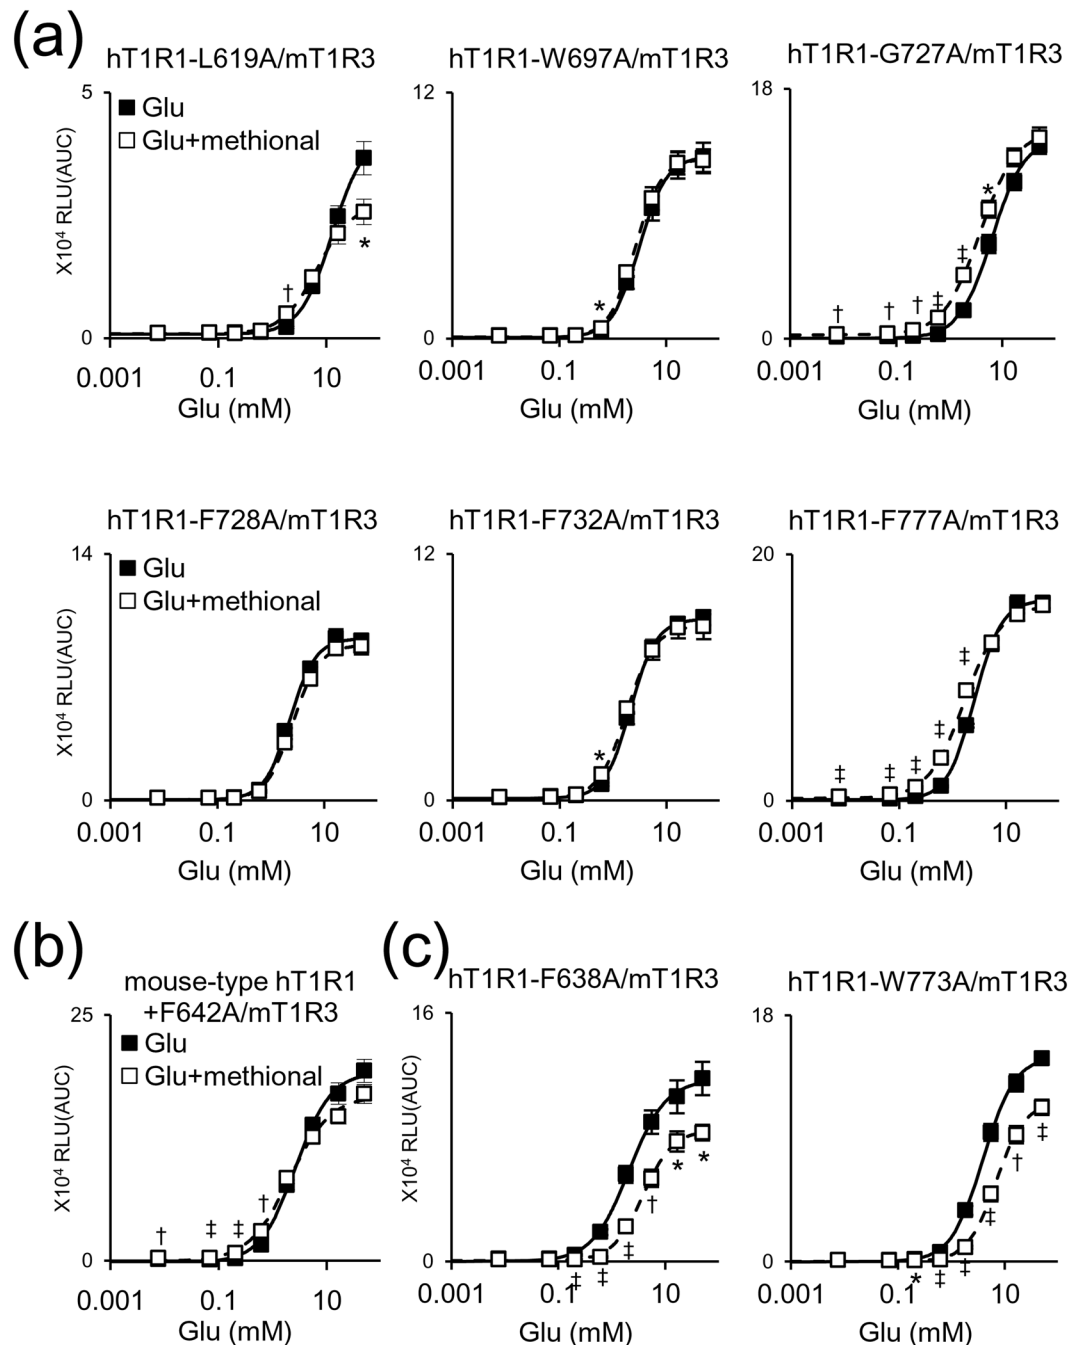 (a)
hT1R1-L619A/mT1R3
hT1R1-W697A/mT1R3
hT1R1-G727A/mT1R3
5
Glu
Glu+methional
X10⁴ RLU(AUC)
†
*
0
0.001 0.1 10
Glu (mM)
12
*
0
0.001 0.1 10
Glu (mM)
18
† † † ‡ ‡ *
0
0.001 0.1 10
Glu (mM)
hT1R1-F728A/mT1R3
hT1R1-F732A/mT1R3
hT1R1-F777A/mT1R3
14
Glu
Glu+methional
X10⁴ RLU(AUC)
0
0.001 0.1 10
Glu (mM)
12
*
0
0.001 0.1 10
Glu (mM)
20
‡ ‡ ‡ ‡ ‡
0
0.001 0.1 10
Glu (mM)
(b)
mouse-type hT1R1
+F642A/mT1R3
25
Glu
Glu+methional
X10⁴ RLU(AUC)
† ‡ ‡ †
0
0.001 0.1 10
Glu (mM)
(c)
hT1R1-F638A/mT1R3
16
X10⁴ RLU(AUC)
‡ ‡ ‡ † * *
0
0.001 0.1 10
Glu (mM)
hT1R1-W773A/mT1R3
18
* ‡ ‡ ‡ † ‡
0
0.001 0.1 10
Glu (mM)